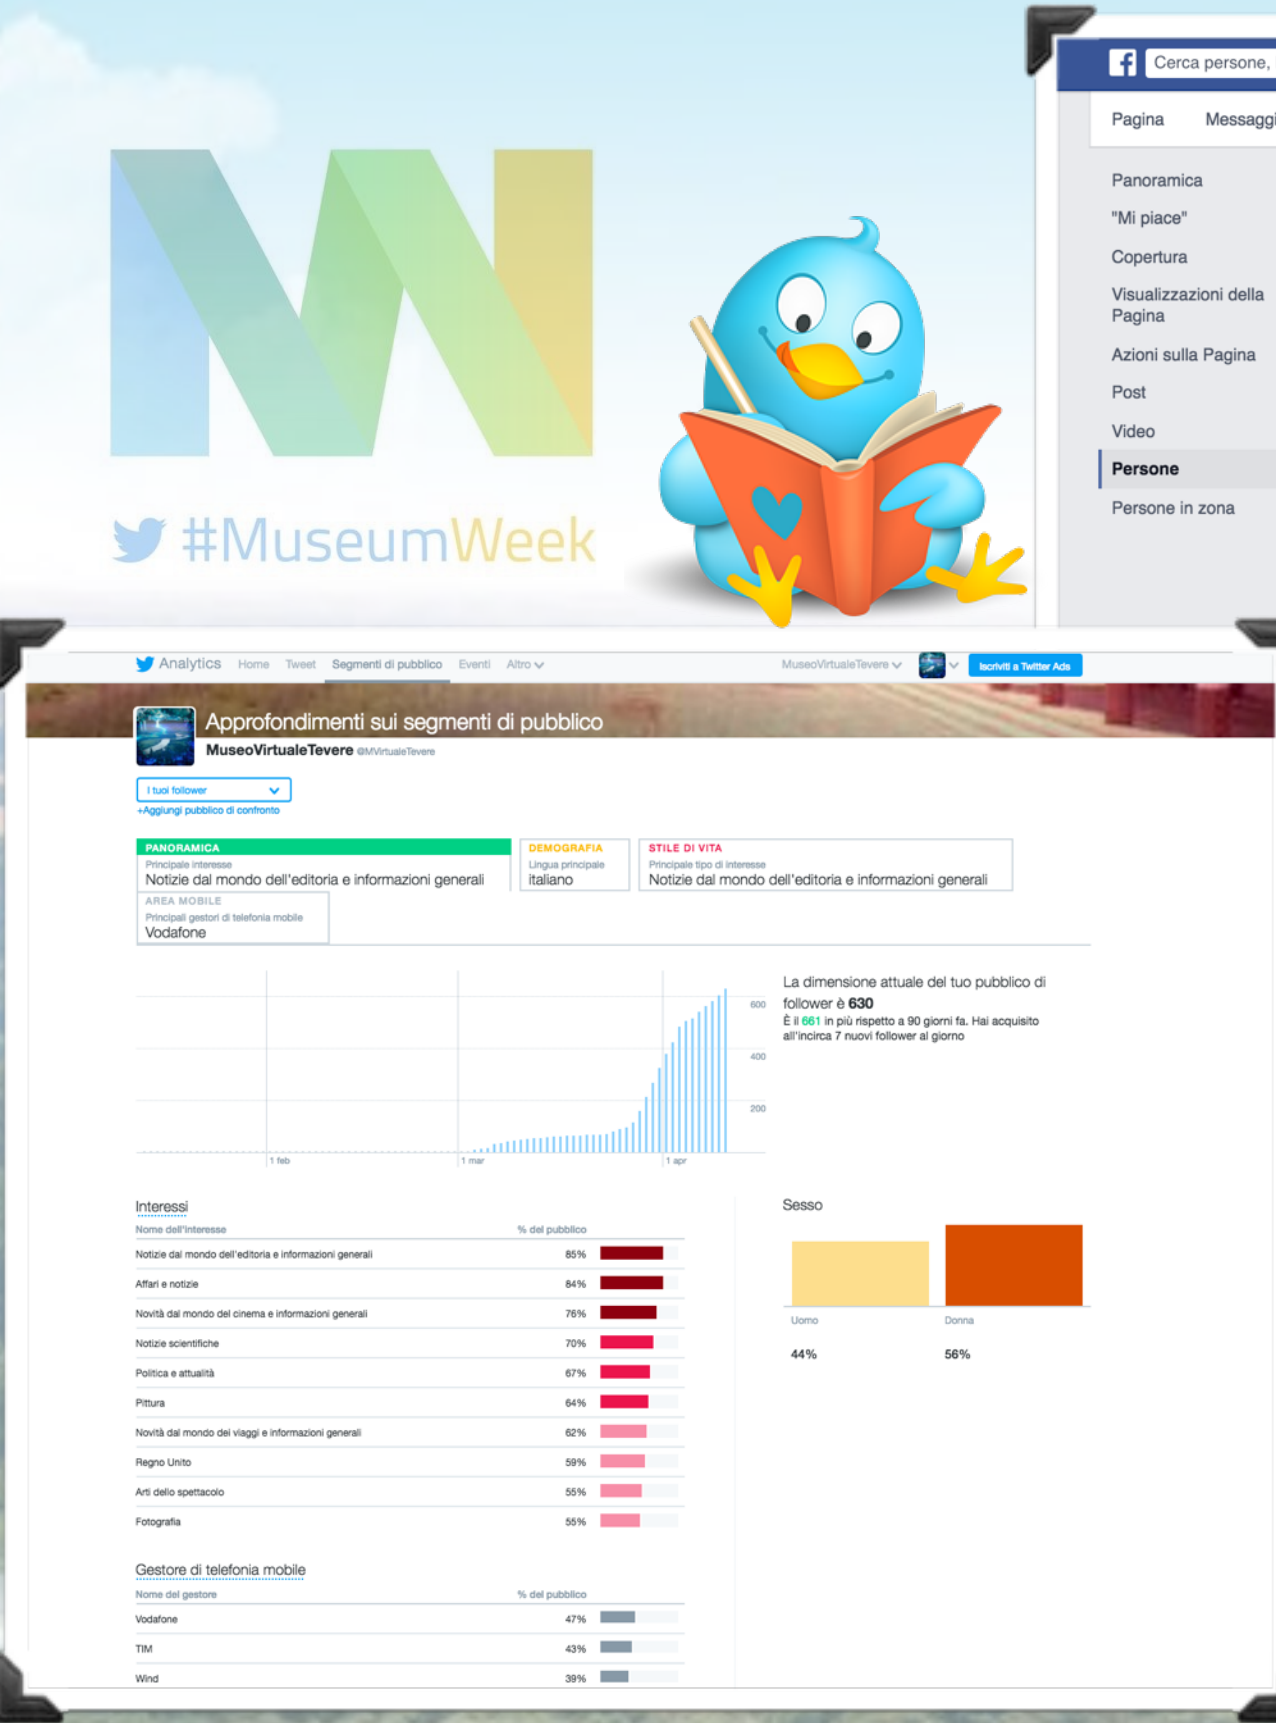 #MuseumWeek
Cerca persone,
Pagina Messaggi
Panoramica
"Mi piace"
Copertura
Visualizzazioni della
Pagina
Azioni sulla Pagina
Post
Video
Persone
Persone in zona
Analytics Home Tweet Segmenti di pubblico Eventi Altro MuseoVirtualeTevere Iscriviti a Twitter Ads
Approfondimenti sui segmenti di pubblico
MuseoVirtualeTevere @MVirtualeTevere
I tuoi follower
+Aggiungi pubblico di confronto
PANORAMICA
Principale interesse
Notizie dal mondo dell'editoria e informazioni generali
DEMOGRAFIA
Lingua principale
italiano
STILE DI VITA
Principale tipo di interesse
Notizie dal mondo dell'editoria e informazioni generali
AREA MOBILE
Principali gestori di telefonia mobile
Vodafone
600
400
200
1 feb 1 mar 1 apr
La dimensione attuale del tuo pubblico di
follower è 630
È il 661 in più rispetto a 90 giorni fa. Hai acquisito
all'incirca 7 nuovi follower al giorno
Interessi
Nome dell'interesse % del pubblico
Notizie dal mondo dell'editoria e informazioni generali 85%
Affari e notizie 84%
Novità dal mondo del cinema e informazioni generali 76%
Notizie scientifiche 70%
Politica e attualità 67%
Pittura 64%
Novità dal mondo dei viaggi e informazioni generali 62%
Regno Unito 59%
Arti dello spettacolo 55%
Fotografia 55%
Sesso
Uomo Donna
44% 56%
Gestore di telefonia mobile
Nome del gestore % del pubblico
Vodafone 47%
TIM 43%
Wind 39%